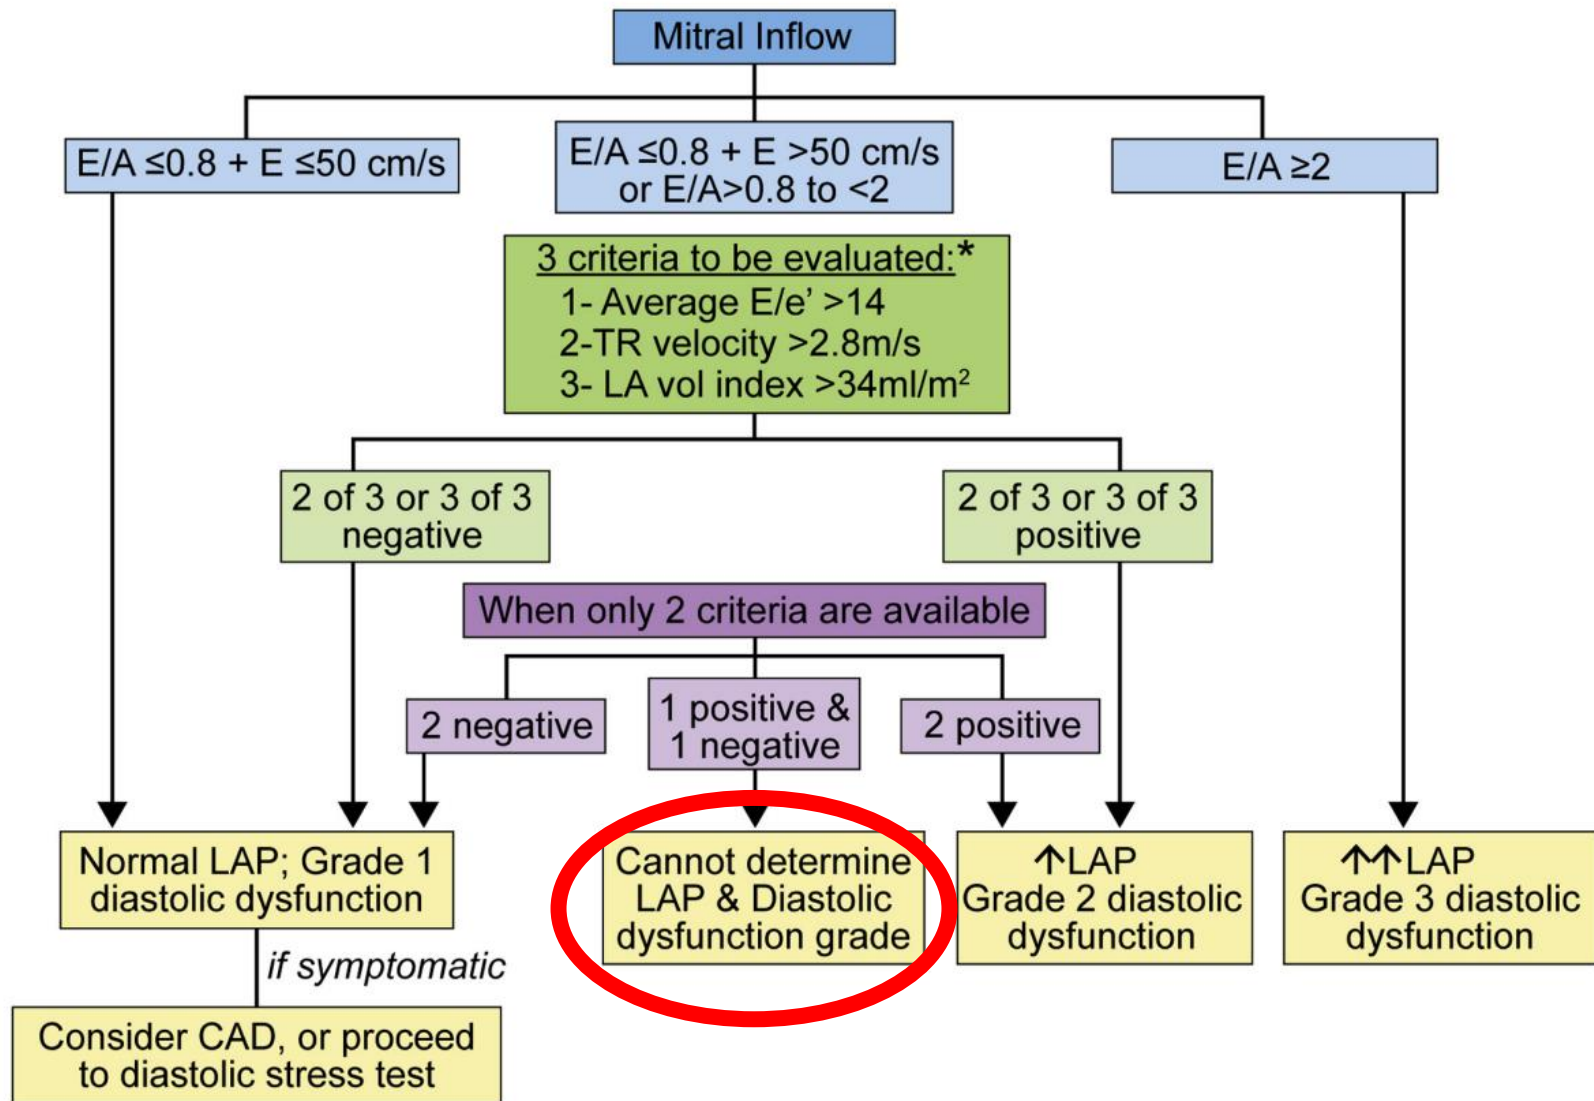 Mitral Inflow
E/A ≤0.8 + E ≤50 cm/s
E/A ≤0.8 + E >50 cm/s
or E/A>0.8 to <2
E/A ≥2
3 criteria to be evaluated:*
1- Average E/e’ >14
2-TR velocity >2.8m/s
3- LA vol index >34ml/m²
2 of 3 or 3 of 3
negative
2 of 3 or 3 of 3
positive
When only 2 criteria are available
2 negative
1 positive &
1 negative
2 positive
Normal LAP; Grade 1
diastolic dysfunction
Cannot determine
LAP & Diastolic
dysfunction grade
↑LAP
Grade 2 diastolic
dysfunction
↑↑LAP
Grade 3 diastolic
dysfunction
if symptomatic
Consider CAD, or proceed
to diastolic stress test